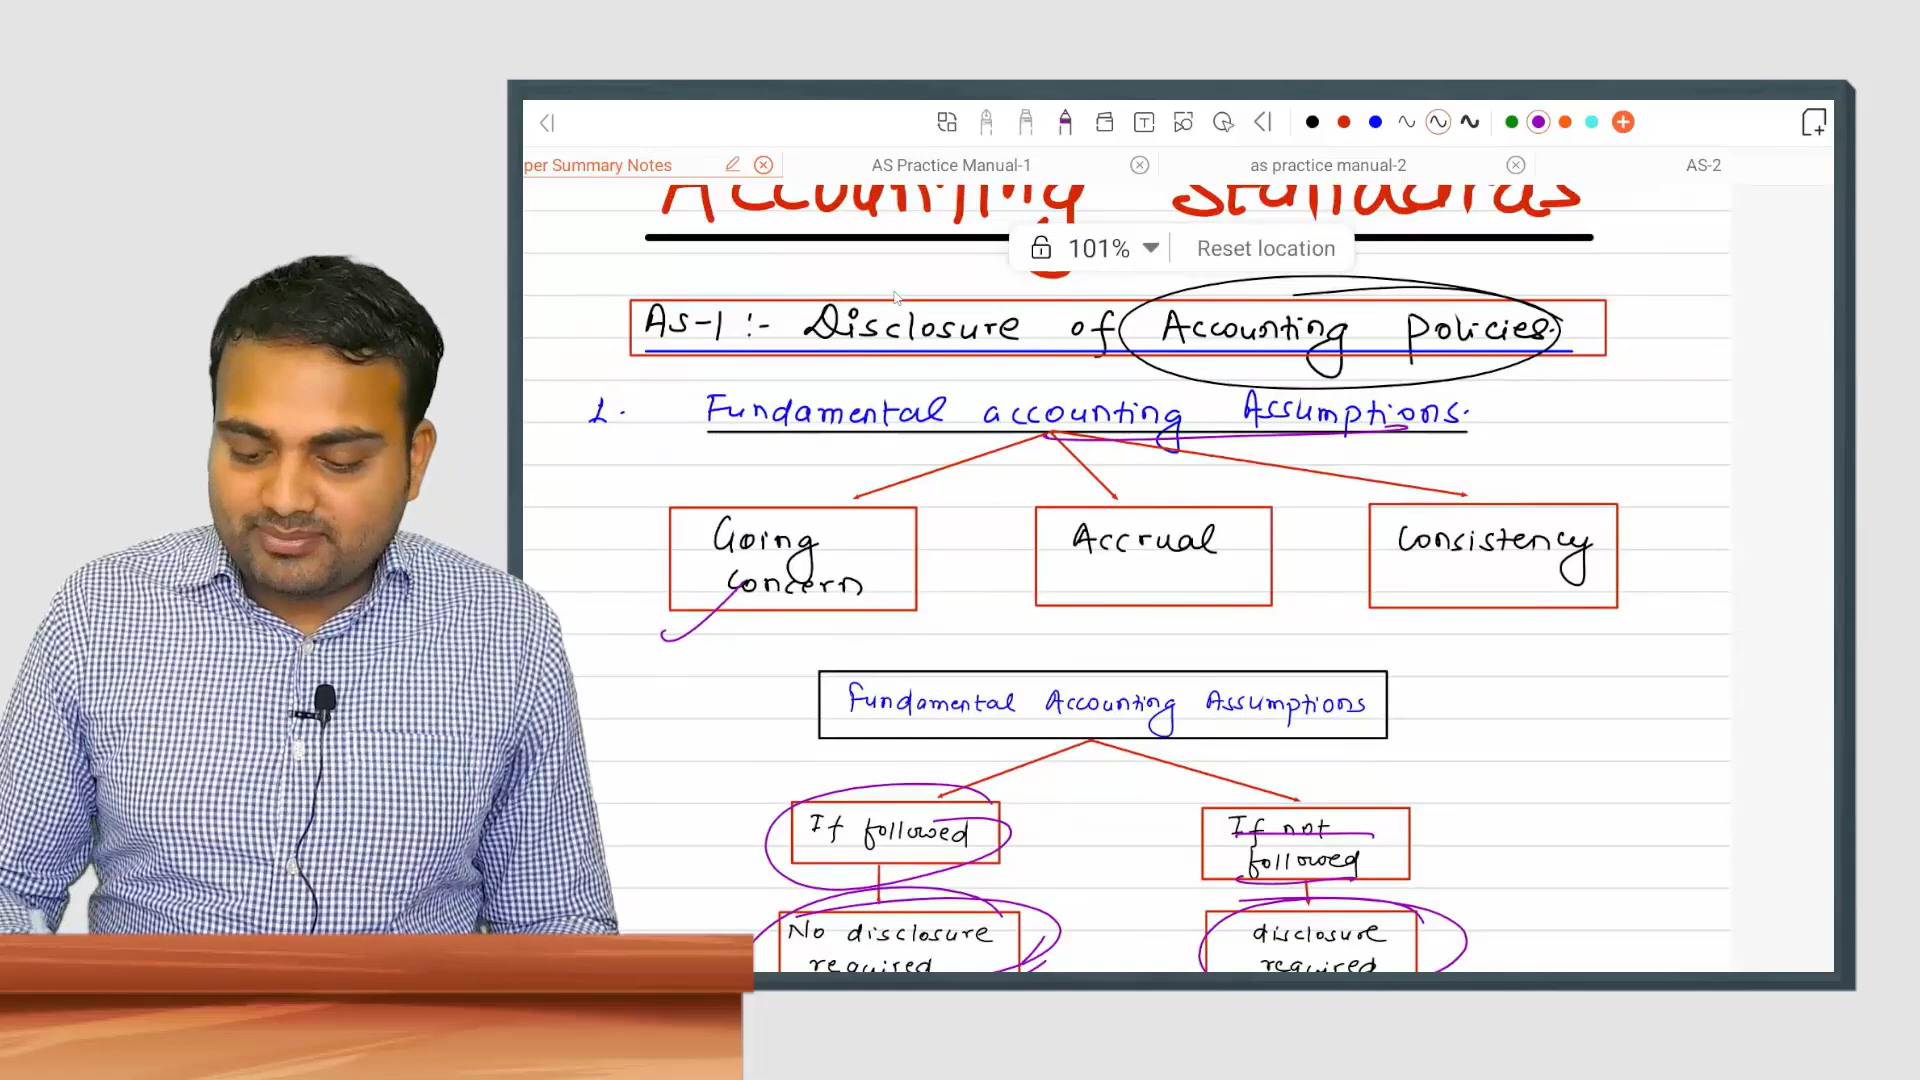 101%
Reset location
per Summary Notes
AS Practice Manual-1
as practice manual-2
AS-2
Accounting Standards
As-1 :- Disclosure of Accounting Policies.
1. Fundamental accounting Assumptions.
Going concern
Accrual
Consistency
Fundamental Accounting Assumptions
If followed
If not followed
No disclosure required
disclosure required